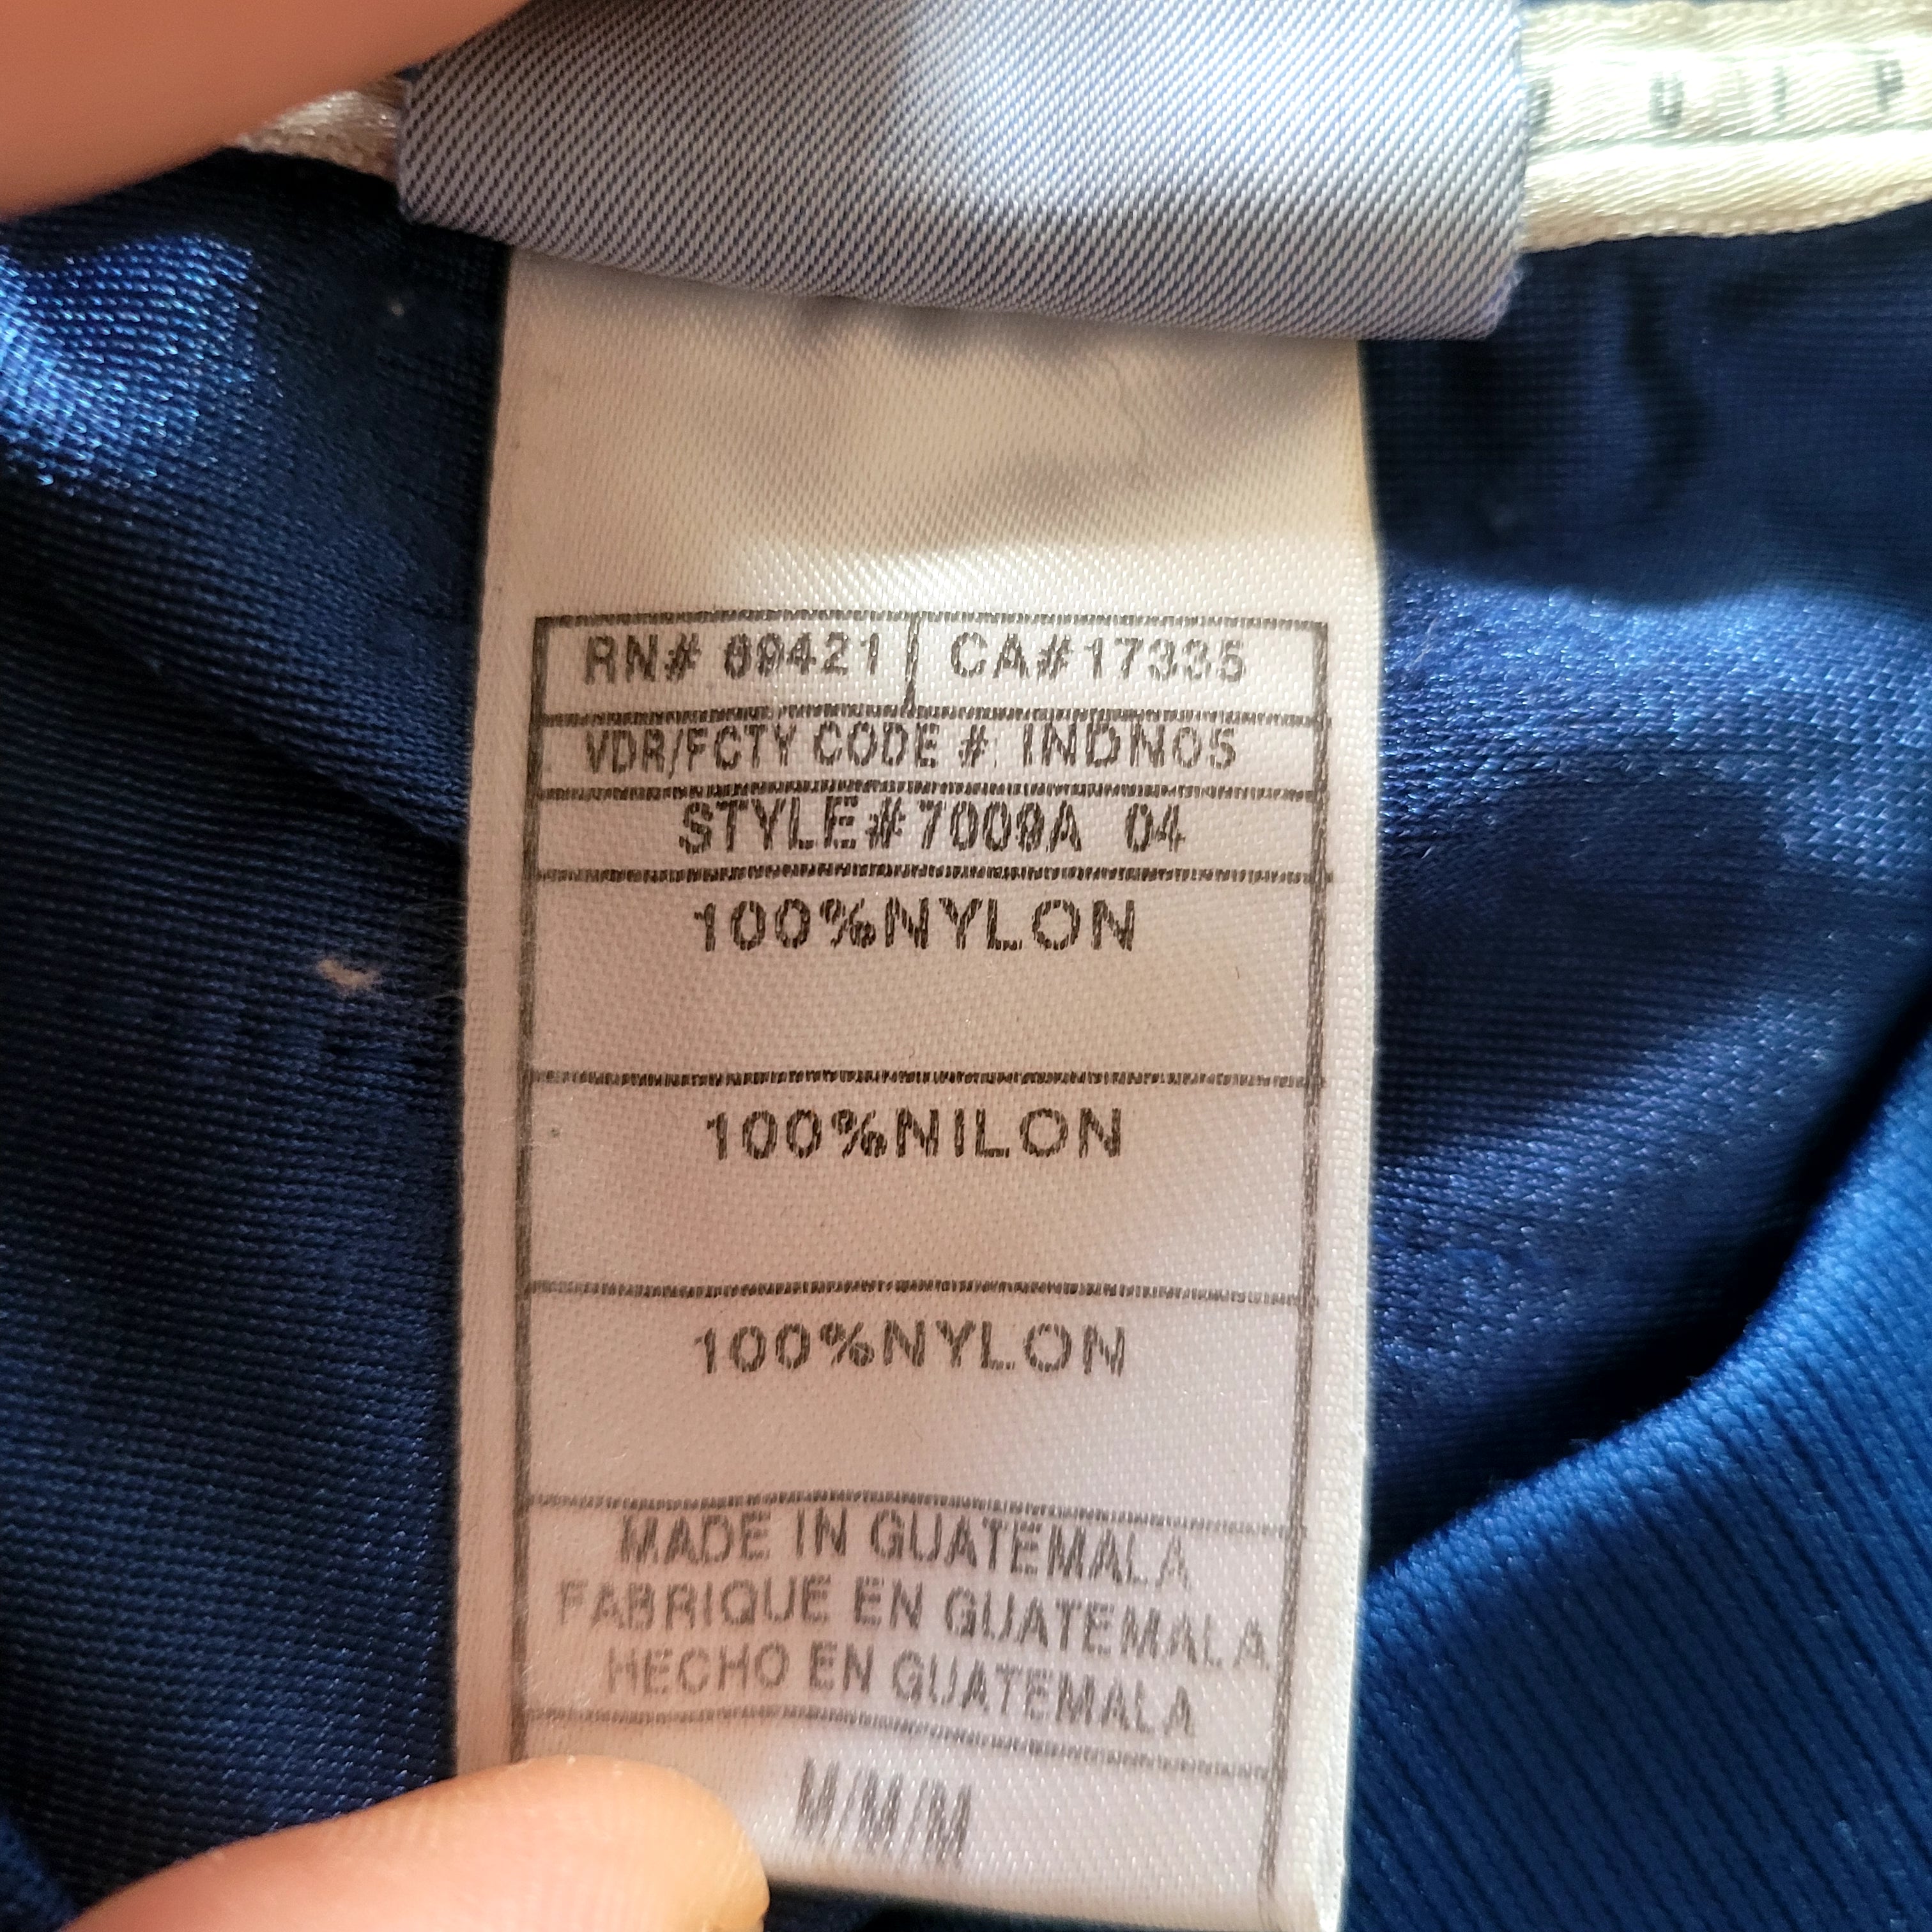 U I P
RN# 69421 CA#17335
VDR/FCTY CODE #: INDN05
STYLE#7009A 04
100%NYLON
100%NILON
100%NYLON
MADE IN GUATEMALA
FABRIQUE EN GUATEMALA
HECHO EN GUATEMALA
M/M/M